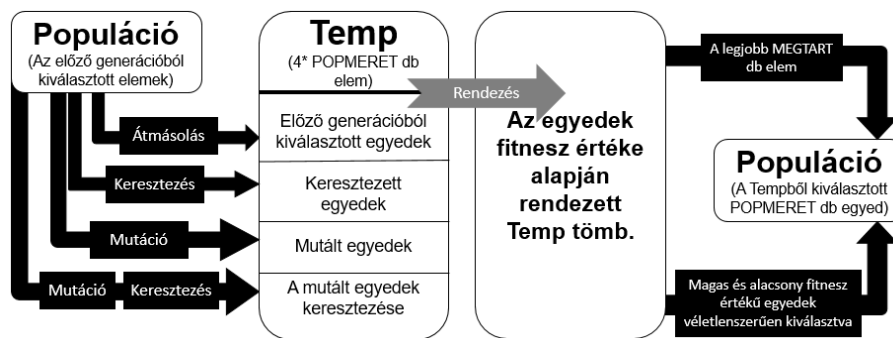 Populáció
(Az előző generációból
kiválasztott elemek)
Átmásolás
Keresztezés
Mutáció
Mutáció
Keresztezés
Temp
(4* POPMERET db
elem)
Előző generációból
kiválasztott egyedek
Keresztezett
egyedek
Mutált egyedek
A mutált egyedek
keresztezése
Rendezés
Az egyedek
fitnesz értéke
alapján
rendezett
Temp tömb.
A legjobb MEGTART
db elem
Populáció
(A Tempből kiválasztott
POPMERET db egyed)
Magas és alacsony fitnesz
értékű egyedek
véletlenszerűen kiválasztva